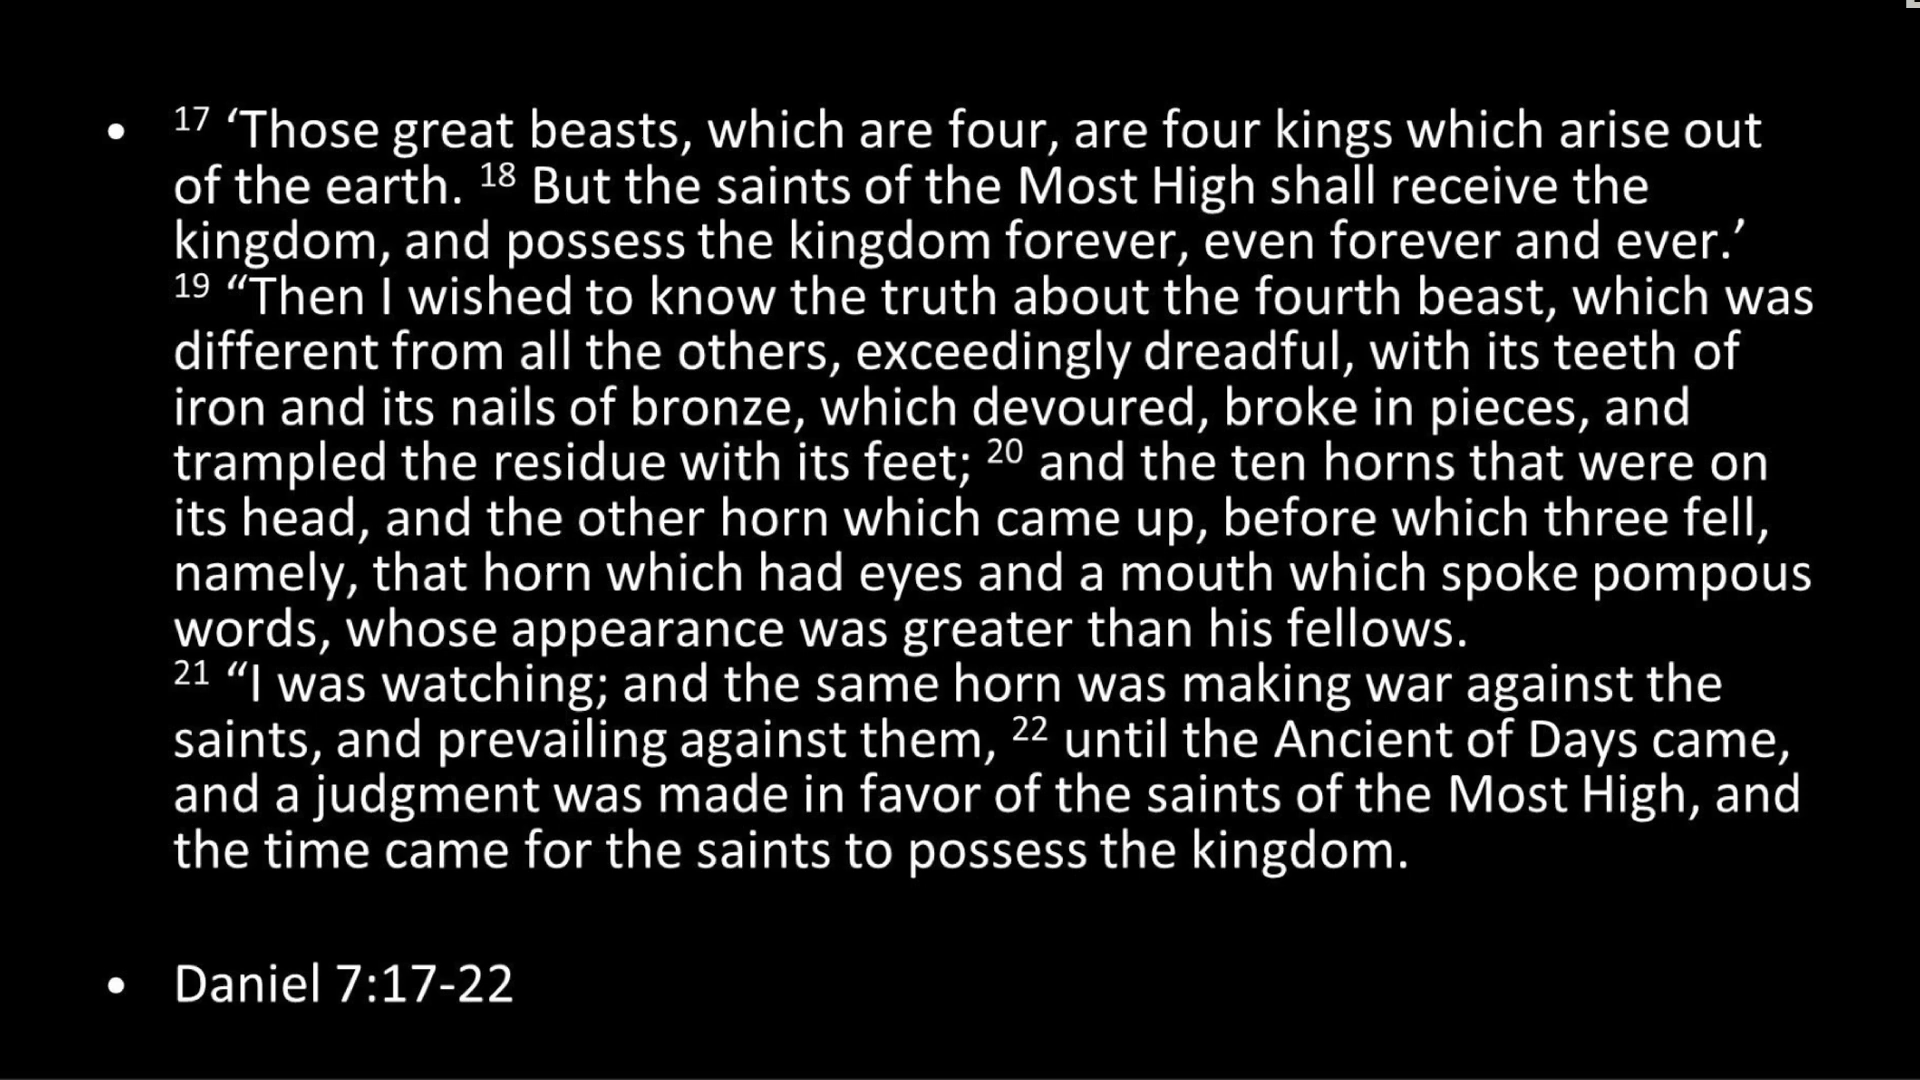 • 17 ‘Those great beasts, which are four, are four kings which arise out
of the earth. 18 But the saints of the Most High shall receive the
kingdom, and possess the kingdom forever, even forever and ever.’
19 “Then I wished to know the truth about the fourth beast, which was
different from all the others, exceedingly dreadful, with its teeth of
iron and its nails of bronze, which devoured, broke in pieces, and
trampled the residue with its feet; 20 and the ten horns that were on
its head, and the other horn which came up, before which three fell,
namely, that horn which had eyes and a mouth which spoke pompous
words, whose appearance was greater than his fellows.
21 “I was watching; and the same horn was making war against the
saints, and prevailing against them, 22 until the Ancient of Days came,
and a judgment was made in favor of the saints of the Most High, and
the time came for the saints to possess the kingdom.
• Daniel 7:17-22